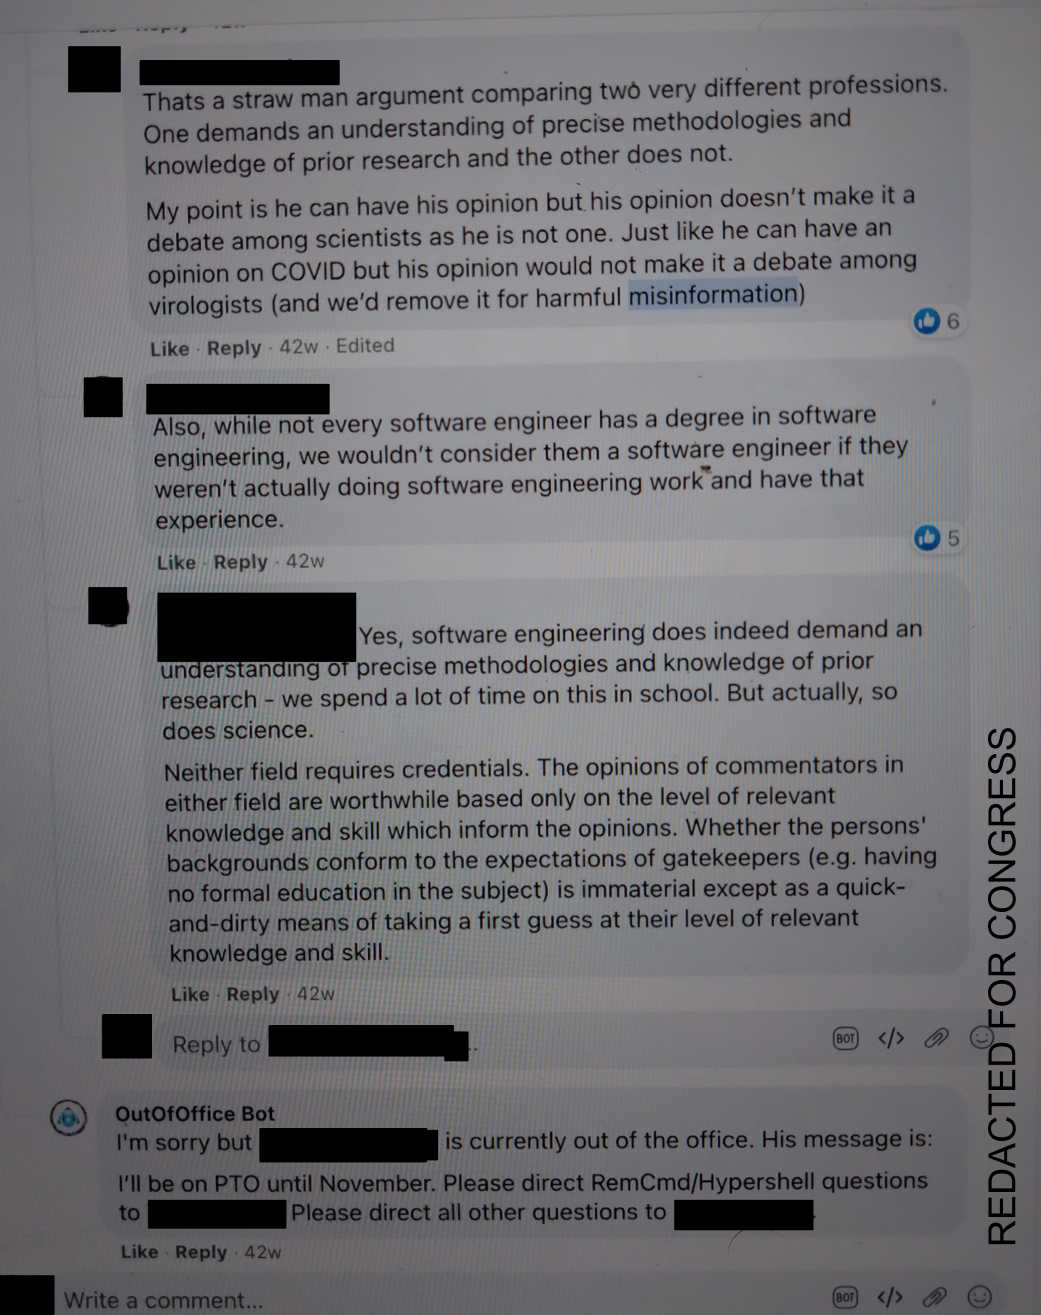 Thats a straw man argument comparing two very different professions.
One demands an understanding of precise methodologies and
knowledge of prior research and the other does not.
My point is he can have his opinion but his opinion doesn't make it a
debate among scientists as he is not one. Just like he can have an
opinion on COVID but his opinion would not make it a debate among
virologists (and we'd remove it for harmful misinformation)
6
Like · Reply · 42w · Edited
Also, while not every software engineer has a degree in software
engineering, we wouldn't consider them a software engineer if they
weren't actually doing software engineering work and have that
experience.
5
Like · Reply · 42w
Yes, software engineering does indeed demand an
understanding of precise methodologies and knowledge of prior
research - we spend a lot of time on this in school. But actually, so
does science.
Neither field requires credentials. The opinions of commentators in
either field are worthwhile based only on the level of relevant
knowledge and skill which inform the opinions. Whether the persons'
backgrounds conform to the expectations of gatekeepers (e.g. having
no formal education in the subject) is immaterial except as a quick-
and-dirty means of taking a first guess at their level of relevant
knowledge and skill.
Like · Reply · 42w
Reply to ..
BOT </>
OutOfOffice Bot
I'm sorry but is currently out of the office. His message is:
I'll be on PTO until November. Please direct RemCmd/Hypershell questions
to Please direct all other questions to .
Like · Reply · 42w
Write a comment...
BOT </>
REDACTED FOR CONGRESS